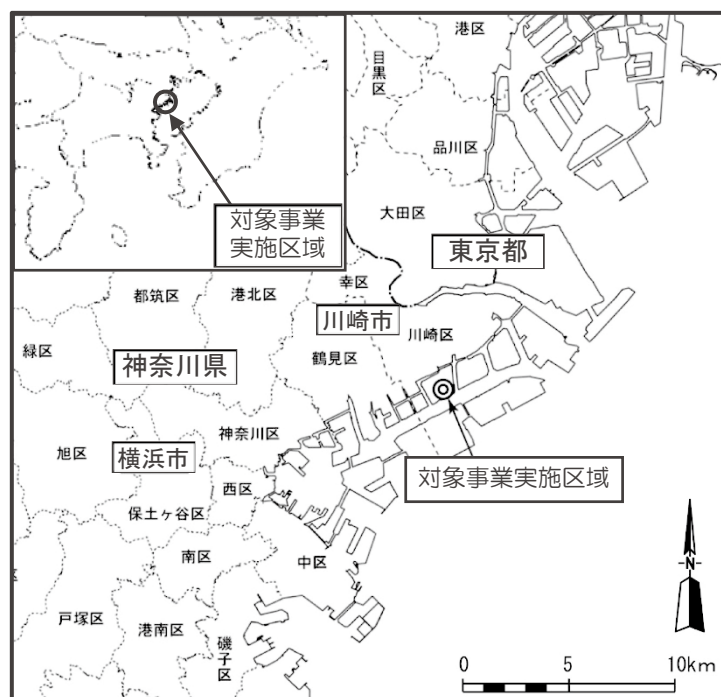 港区
目黒区
品川区
大田区
対象事業
実施区域
東京都
幸区
都筑区
港北区
川崎市
川崎区
緑区
鶴見区
神奈川県
神奈川区
旭区
横浜市
西区
対象事業実施区域
保土ヶ谷区
南区
中区
N
戸塚区
港南区
磯子区
0 5 10km